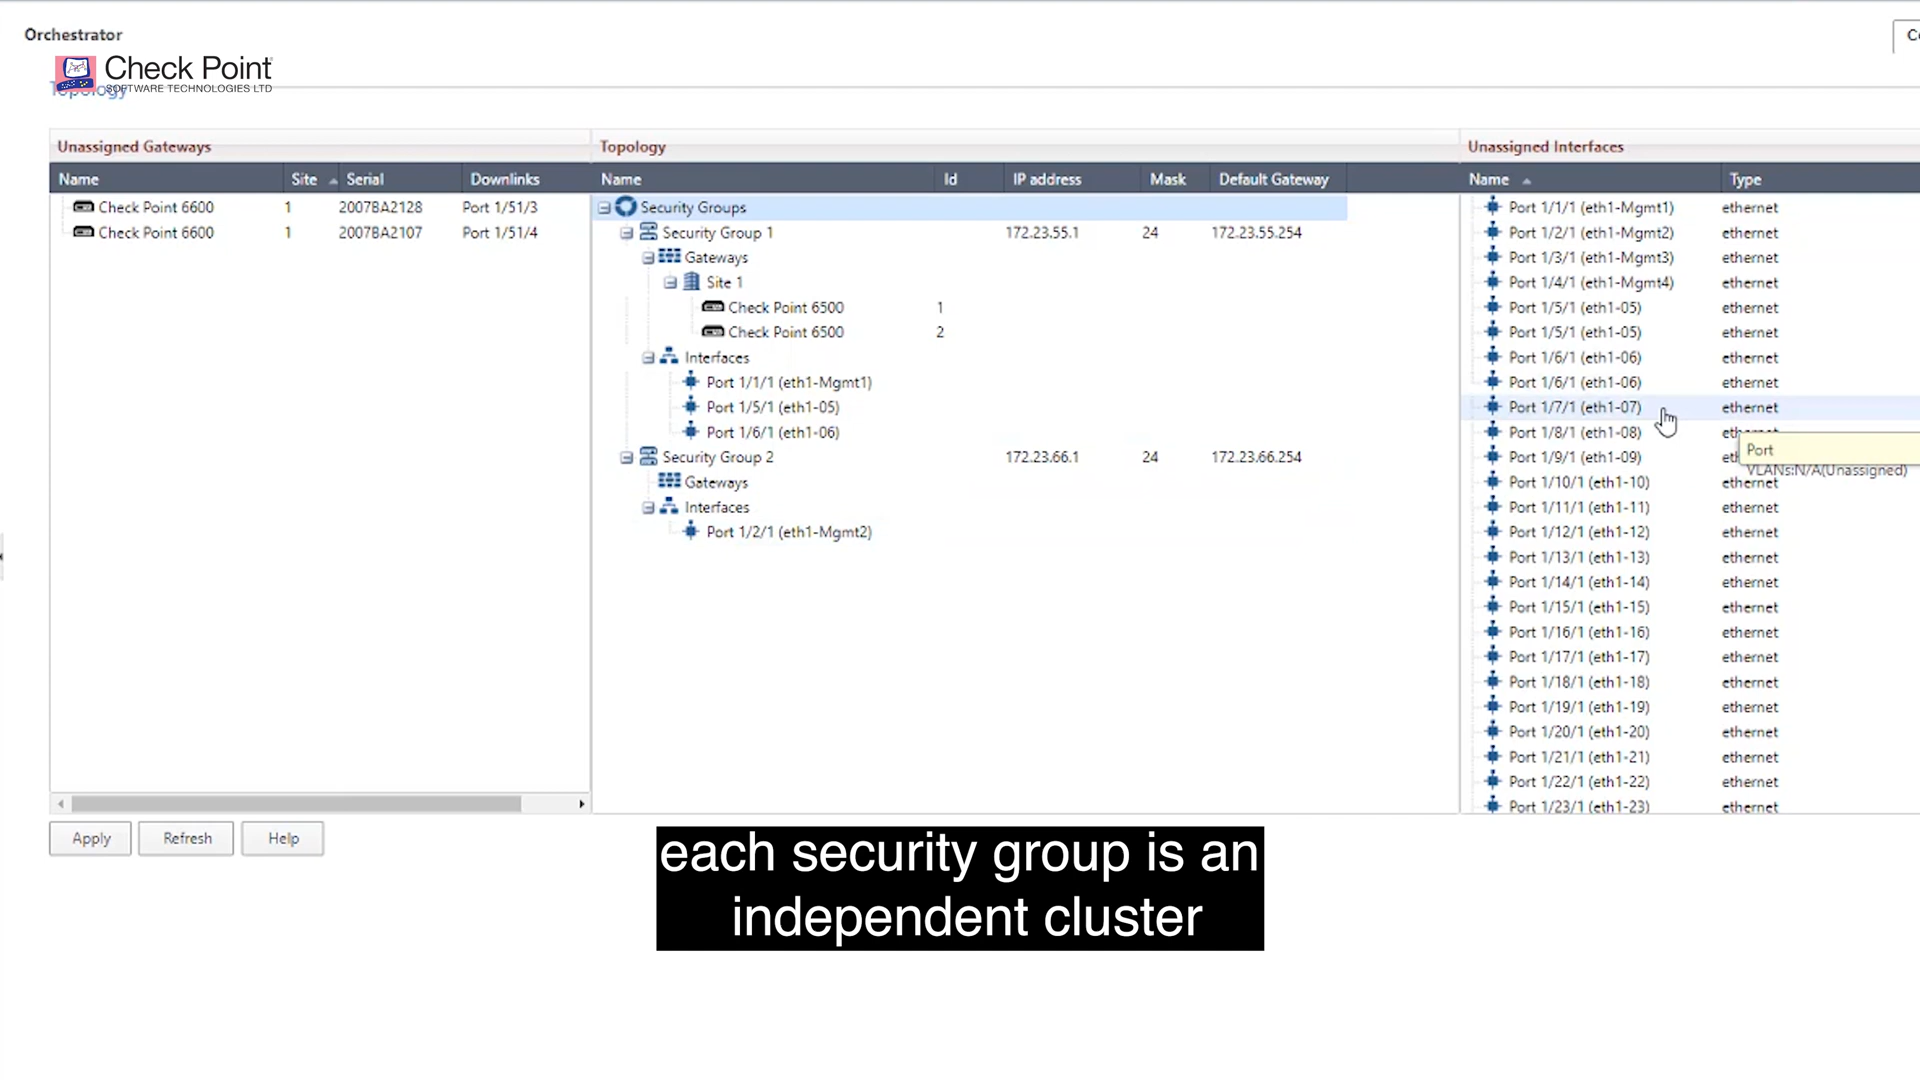 Orchestrator
Check Point
SOFTWARE TECHNOLOGIES LTD
Topology
Unassigned Gateways
Name Site Serial Downlinks
Check Point 6600 1 2007BA2128 Port 1/51/3
Check Point 6600 1 2007BA2107 Port 1/51/4
Topology
Name Id IP address Mask Default Gateway
Security Groups
Security Group 1 172.23.55.1 24 172.23.55.254
Gateways
Site 1
Check Point 6500 1
Check Point 6500 2
Interfaces
Port 1/1/1 (eth1-Mgmt1)
Port 1/5/1 (eth1-05)
Port 1/6/1 (eth1-06)
Security Group 2 172.23.66.1 24 172.23.66.254
Gateways
Interfaces
Port 1/2/1 (eth1-Mgmt2)
Unassigned Interfaces
Name Type
Port 1/1/1 (eth1-Mgmt1) ethernet
Port 1/2/1 (eth1-Mgmt2) ethernet
Port 1/3/1 (eth1-Mgmt3) ethernet
Port 1/4/1 (eth1-Mgmt4) ethernet
Port 1/5/1 (eth1-05) ethernet
Port 1/5/1 (eth1-05) ethernet
Port 1/6/1 (eth1-06) ethernet
Port 1/6/1 (eth1-06) ethernet
Port 1/7/1 (eth1-07) ethernet
Port 1/8/1 (eth1-08)
Port 1/9/1 (eth1-09)
Port 1/10/1 (eth1-10) ethernet
Port 1/11/1 (eth1-11) ethernet
Port 1/12/1 (eth1-12) ethernet
Port 1/13/1 (eth1-13) ethernet
Port 1/14/1 (eth1-14) ethernet
Port 1/15/1 (eth1-15) ethernet
Port 1/16/1 (eth1-16) ethernet
Port 1/17/1 (eth1-17) ethernet
Port 1/18/1 (eth1-18) ethernet
Port 1/19/1 (eth1-19) ethernet
Port 1/20/1 (eth1-20) ethernet
Port 1/21/1 (eth1-21) ethernet
Port 1/22/1 (eth1-22) ethernet
Port 1/23/1 (eth1-23) ethernet
Port
VLANs:N/A(Unassigned)
Apply Refresh Help
each security group is an
independent cluster